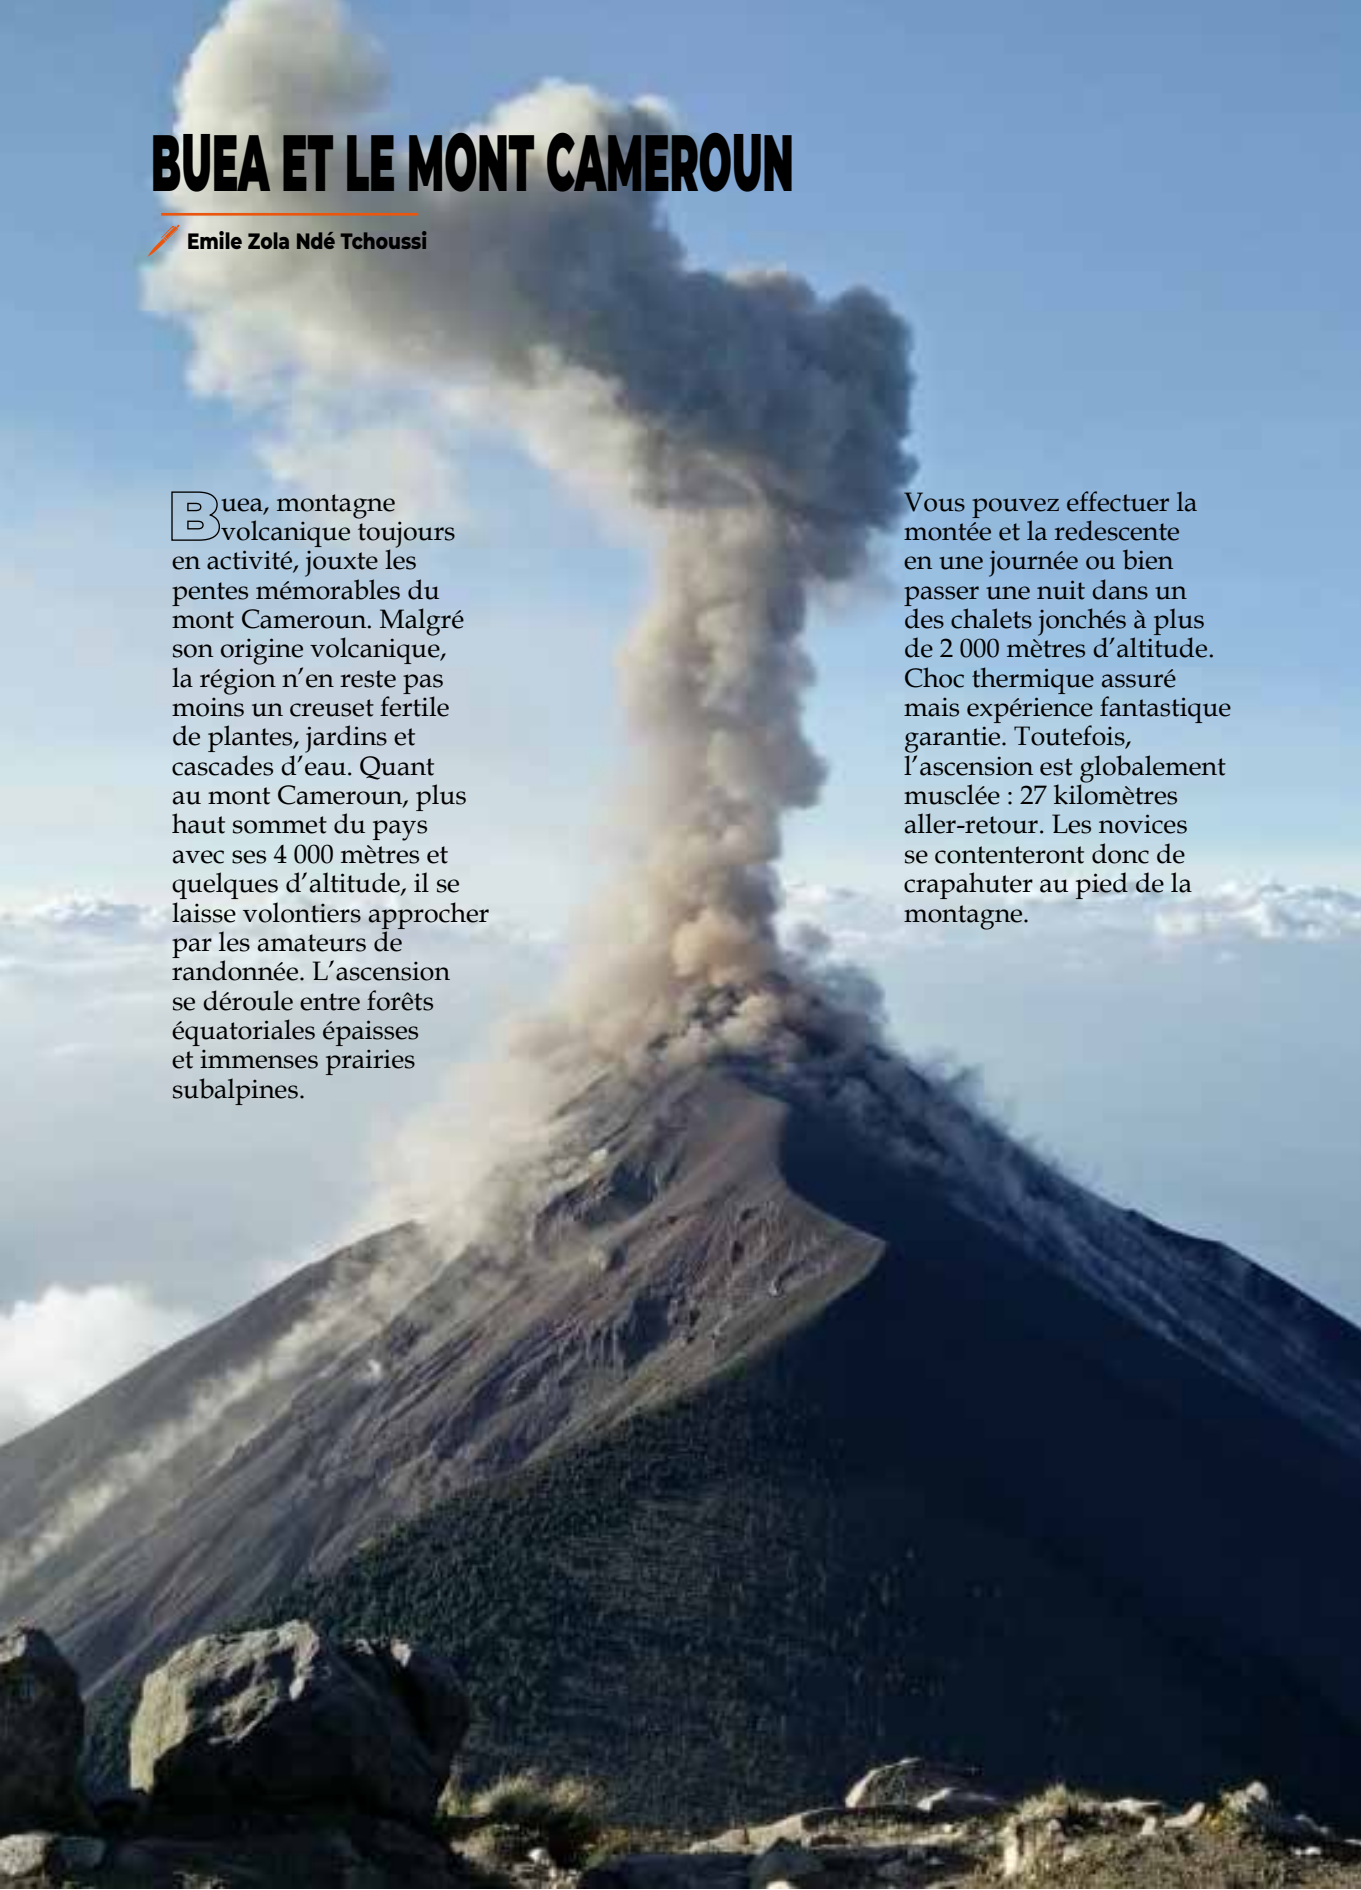 BUEA ET LE MONT CAMEROUN
Emile Zola Ndé Tchoussi
Buea, montagne
volcanique toujours
en activité, jouxte les
pentes mémorables du
mont Cameroun. Malgré
son origine volcanique,
la région n’en reste pas
moins un creuset fertile
de plantes, jardins et
cascades d’eau. Quant
au mont Cameroun, plus
haut sommet du pays
avec ses 4 000 mètres et
quelques d’altitude, il se
laisse volontiers approcher
par les amateurs de
randonnée. L’ascension
se déroule entre forêts
équatoriales épaisses
et immenses prairies
subalpines.
Vous pouvez effectuer la
montée et la redescente
en une journée ou bien
passer une nuit dans un
des chalets jonchés à plus
de 2 000 mètres d’altitude.
Choc thermique assuré
mais expérience fantastique
garantie. Toutefois,
l’ascension est globalement
musclée : 27 kilomètres
aller-retour. Les novices
se contenteront donc de
crapahuter au pied de la
montagne.